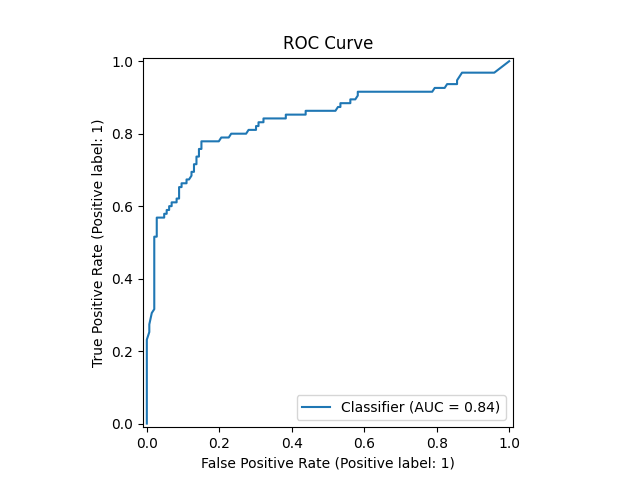 ROC Curve
1.0
0.8
0.6
0.4
0.2
0.0
True Positive Rate (Positive label: 1)
Classifier (AUC = 0.84)
0.0 0.2 0.4 0.6 0.8 1.0
False Positive Rate (Positive label: 1)